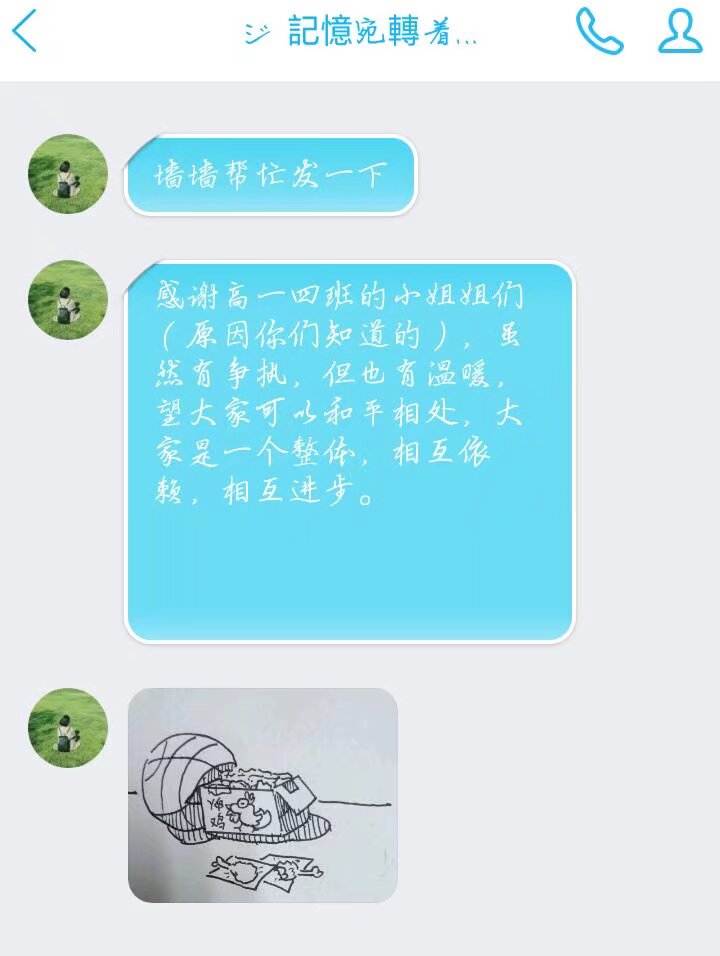 ジ 記憶宛轉着...
墙墙帮忙发一下
感谢高一四班的小姐姐们
（原因你们知道的），虽
然有争执，但也有温暖，
望大家可以和平相处，大
家是一个整体，相互依
赖，相互进步。